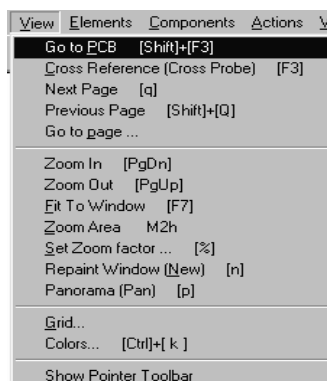 View Elements Components Actions
Go to PCB [Shift]+[F3]
Cross Reference (Cross Probe) [F3]
Next Page [q]
Previous Page [Shift]+[Q]
Go to page ...
Zoom In [PgDn]
Zoom Out [PgUp]
Fit To Window [F7]
Zoom Area M2h
Set Zoom factor ... [%]
Repaint Window (New) [n]
Panorama (Pan) [p]
Grid...
Colors... [Ctrl]+[ k ]
Show Pointer Toolbar